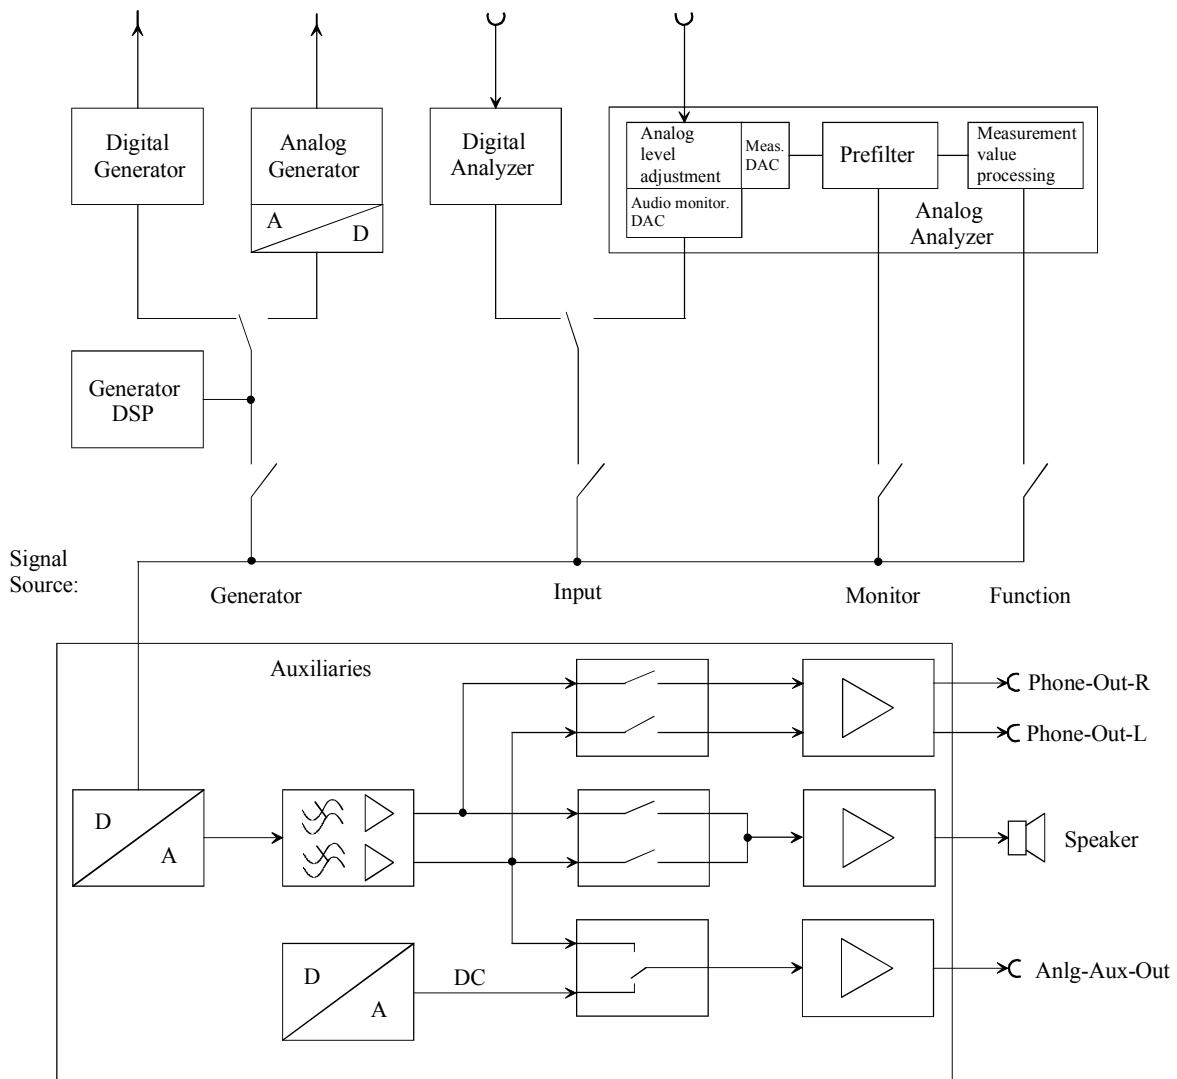 Digital
Generator
Analog
Generator
A
D
Digital
Analyzer
Analog
level
adjustment
Meas.
DAC
Audio monitor.
DAC
Prefilter
Measurement
value
processing
Analog
Analyzer
Generator
DSP
Signal
Source:
Generator
Input
Monitor
Function
Auxiliaries
Phone-Out-R
Phone-Out-L
D
A
Speaker
D
A
DC
Anlg-Aux-Out